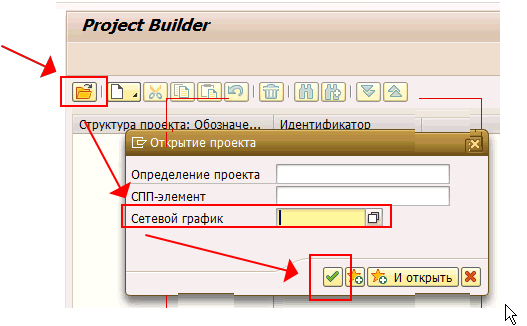 Project Builder
Структура проекта: Обозначе... Идентификатор
Открытие проекта
Определение проекта
СПП-элемент
Сетевой график
И открыть